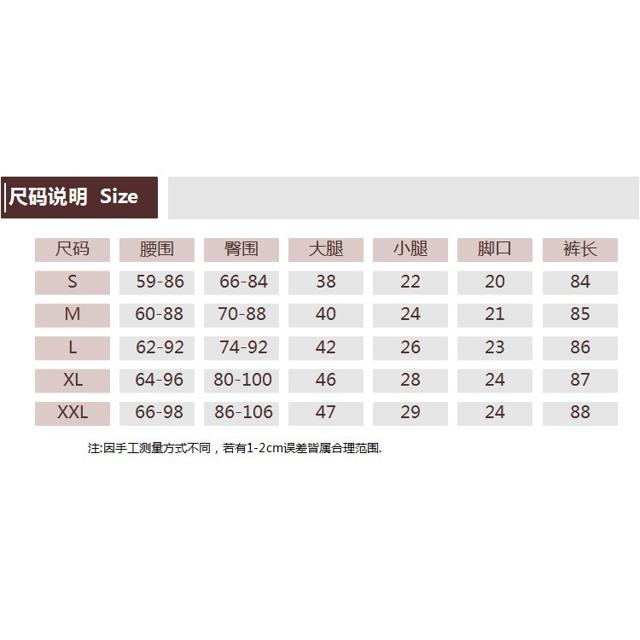 尺码说明 Size
尺码 腰围 臀围 大腿 小腿 脚口 裤长
S 59-86 66-84 38 22 20 84
M 60-88 70-88 40 24 21 85
L 62-92 74-92 42 26 23 86
XL 64-96 80-100 46 28 24 87
XXL 66-98 86-106 47 29 24 88
注:因手工测量方式不同，若有1-2cm误差皆属合理范围.